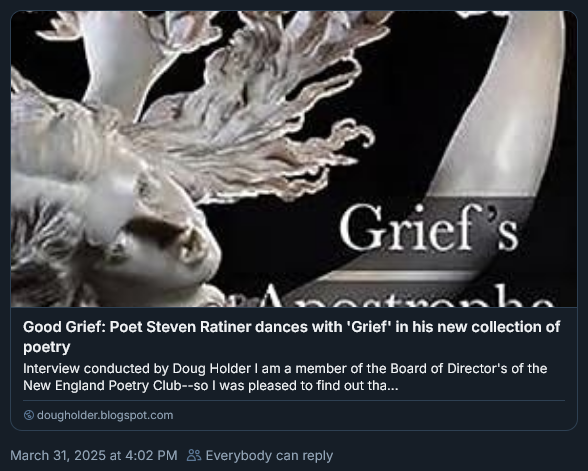 Grief's
Apostrophe
Good Grief: Poet Steven Ratiner dances with 'Grief' in his new collection of
poetry
Interview conducted by Doug Holder I am a member of the Board of Director's of the
New England Poetry Club--so I was pleased to find out tha...
dougholder.blogspot.com
March 31, 2025 at 4:02 PM Everybody can reply